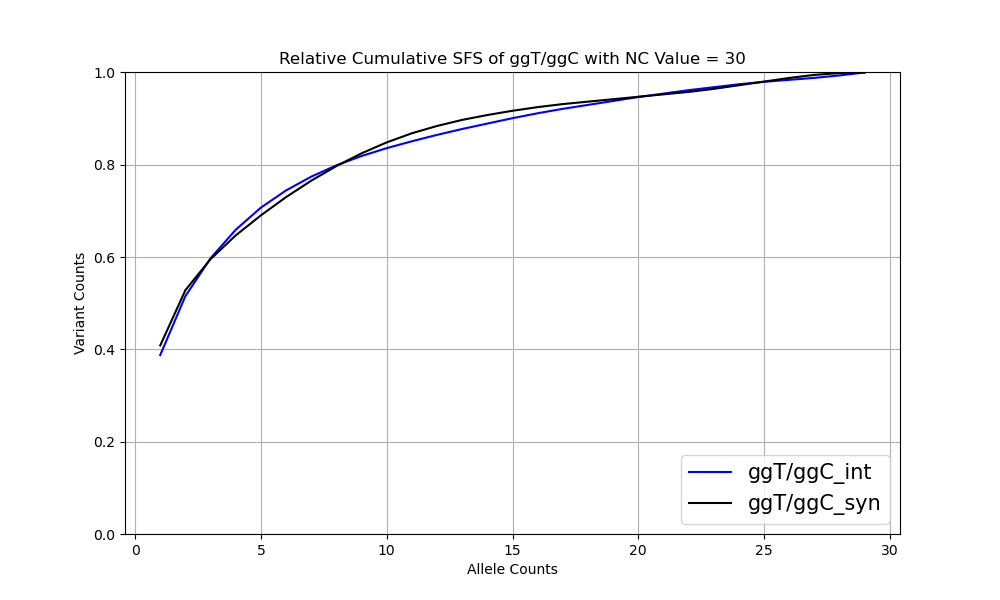 Relative Cumulative SFS of ggT/ggC with NC Value = 30
1.0
0.8
0.6
0.4
0.2
0.0
Variant Counts
0 5 10 15 20 25 30
Allele Counts
ggT/ggC_int
ggT/ggC_syn